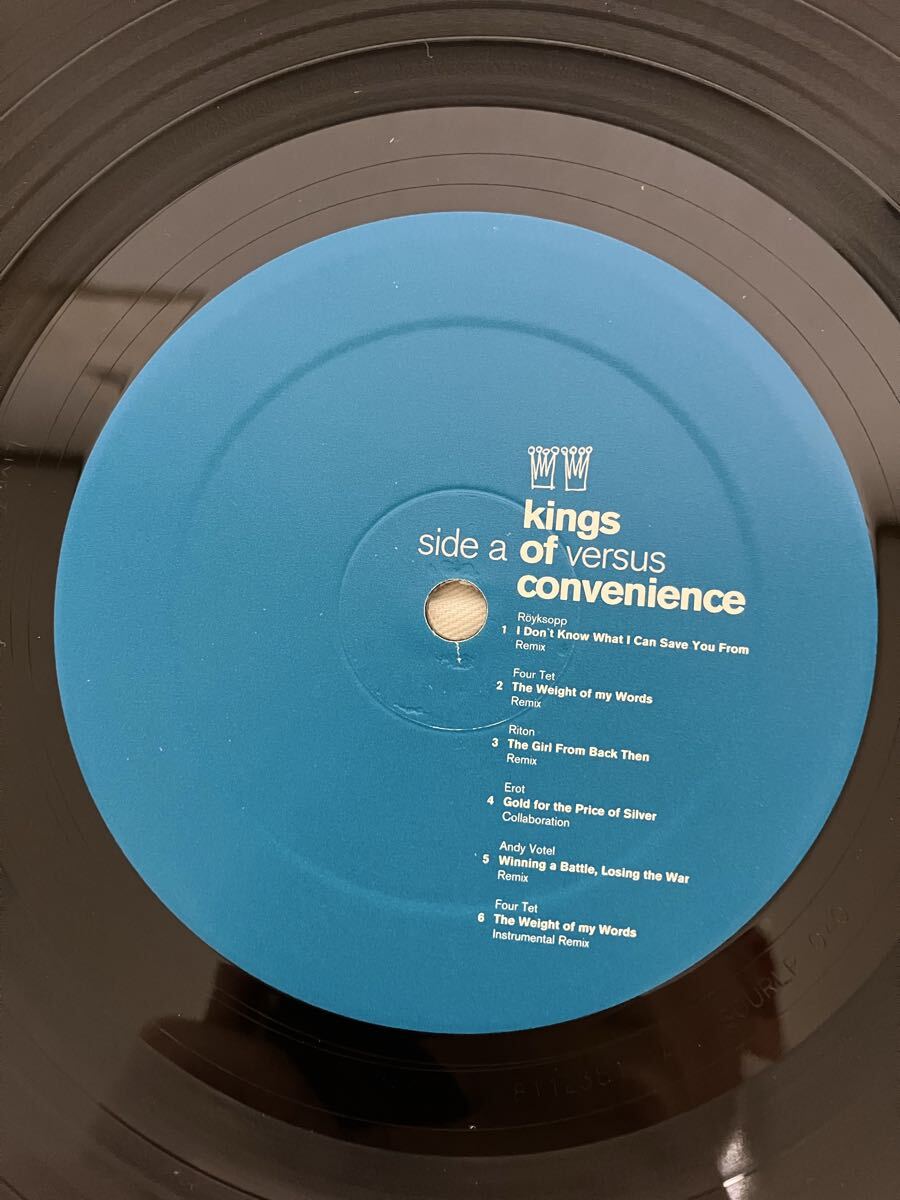 kings
side a of versus
convenience
Röyksopp
1 I Don't Know What I Can Save You From
Remix
Four Tet
2 The Weight of my Words
Remix
Riton
3 The Girl From Back Then
Remix
Erot
4 Gold for the Price of Silver
Collaboration
Andy Votel
5 Winning a Battle, Losing the War
Remix
Four Tet
6 The Weight of my Words
Instrumental Remix